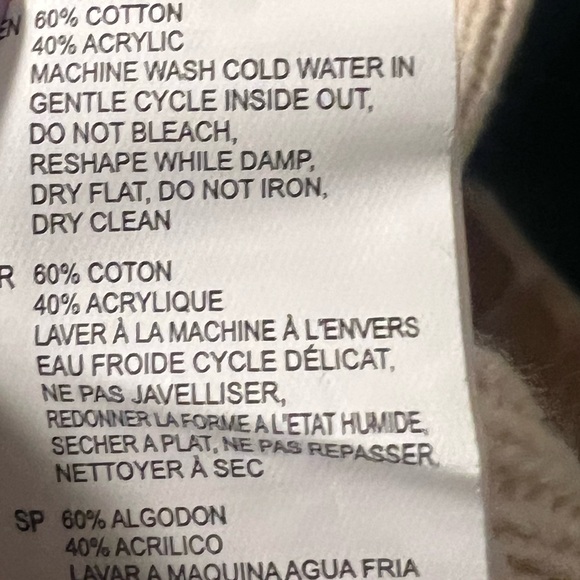 EN 60% COTTON
40% ACRYLIC
MACHINE WASH COLD WATER IN
GENTLE CYCLE INSIDE OUT,
DO NOT BLEACH,
RESHAPE WHILE DAMP,
DRY FLAT, DO NOT IRON,
DRY CLEAN
R 60% COTON
40% ACRYLIQUE
LAVER À LA MACHINE À L'ENVERS
EAU FROIDE CYCLE DÉLICAT,
NE PAS JAVELLISER,
REDONNER LA FORME A L'ETAT HUMIDE,
SECHER A PLAT, NE PAS REPASSER,
NETTOYER À SEC
SP 60% ALGODON
40% ACRILICO
LAVAR A MAQUINA AGUA FRIA